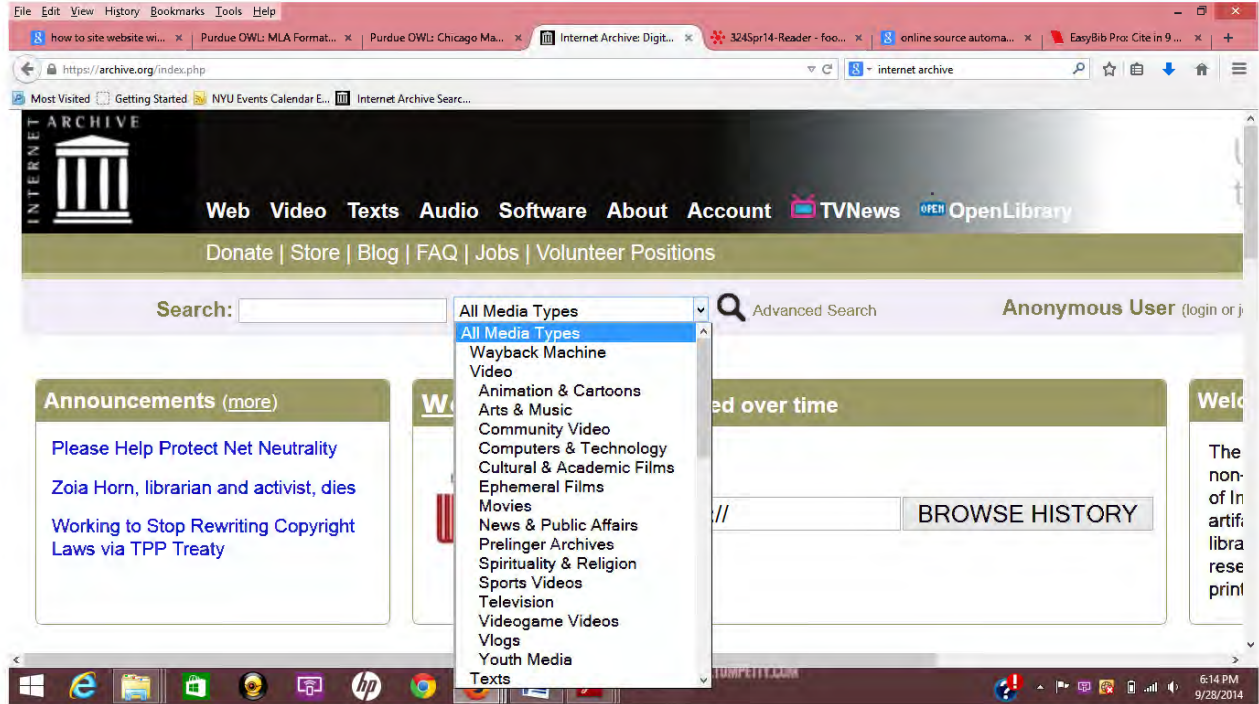 File Edit View History Bookmarks Tools Help
how to site website wi... × Purdue OWL: MLA Format... × Purdue OWL: Chicago Ma... × Internet Archive: Digit... × 324Spr14-Reader - foo... × online source automa... × EasyBib Pro: Cite in 9 ... × +
https://archive.org/index.php internet archive
Most Visited Getting Started NYU Events Calendar E... Internet Archive Searc...
INTERNET ARCHIVE
Web Video Texts Audio Software About Account TVNews OPEN OpenLibrary
Donate | Store | Blog | FAQ | Jobs | Volunteer Positions
Search: All Media Types Advanced Search Anonymous User (login or j
All Media Types
Wayback Machine
Video
Animation & Cartoons
Arts & Music
Community Video
Computers & Technology
Cultural & Academic Films
Ephemeral Films
Movies
News & Public Affairs
Prelinger Archives
Spirituality & Religion
Sports Videos
Television
Videogame Videos
Vlogs
Youth Media
Texts
Announcements (more)
Please Help Protect Net Neutrality
Zoia Horn, librarian and activist, dies
Working to Stop Rewriting Copyright
Laws via TPP Treaty
ed over time
://
BROWSE HISTORY
Welc
The
non-
of In
artifa
libra
rese
print
hp
6:14 PM
9/28/2014